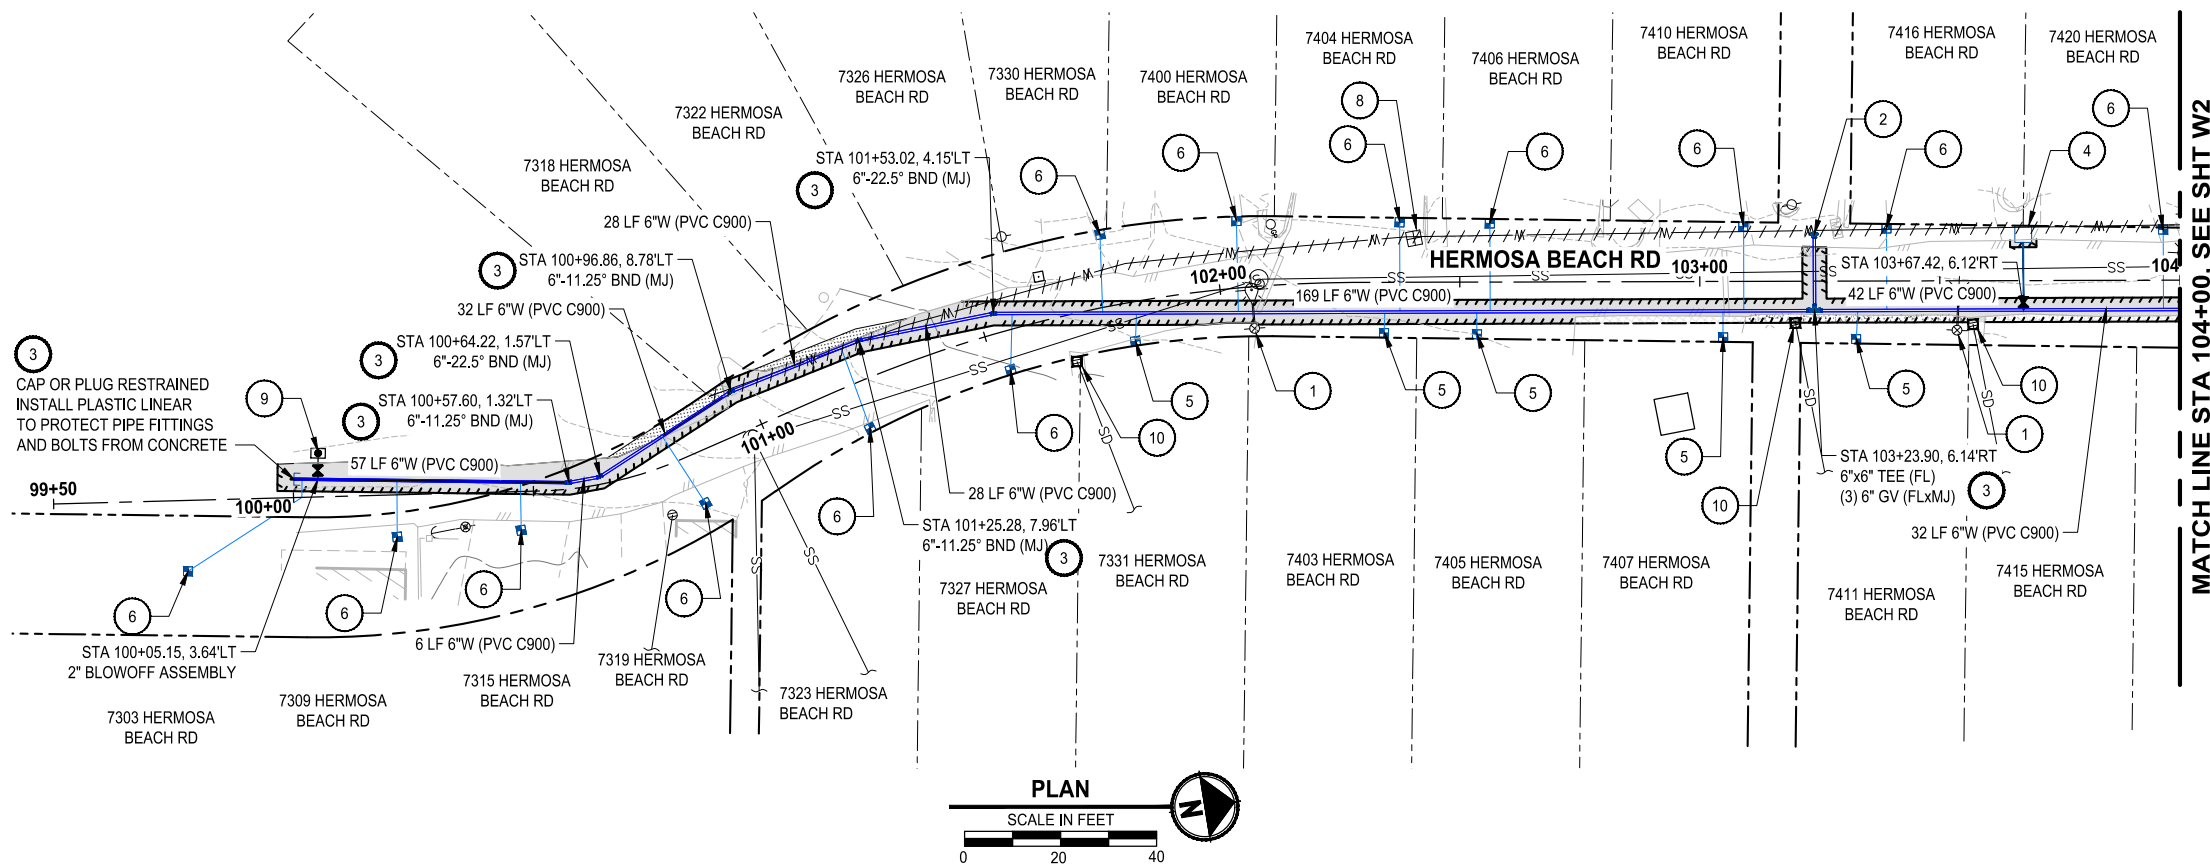 7404 HERMOSA
BEACH RD
7410 HERMOSA
BEACH RD
7416 HERMOSA
BEACH RD
7420 HERMOSA
BEACH RD
7406 HERMOSA
BEACH RD
7326 HERMOSA
BEACH RD
7330 HERMOSA
BEACH RD
7400 HERMOSA
BEACH RD
7322 HERMOSA
BEACH RD
7318 HERMOSA
BEACH RD
8
6
6
6
6
6
6
2
6
4
6
MATCH LINE STA 104+00, SEE SHT W2
STA 101+53.02, 4.15'LT
6"-22.5° BND (MJ)
3
28 LF 6"W (PVC C900)
3
STA 100+96.86, 8.78'LT
6"-11.25° BND (MJ)
32 LF 6"W (PVC C900)
3
STA 100+64.22, 1.57'LT
6"-22.5° BND (MJ)
3
STA 100+57.60, 1.32'LT
6"-11.25° BND (MJ)
3
CAP OR PLUG RESTRAINED
INSTALL PLASTIC LINEAR
TO PROTECT PIPE FITTINGS
AND BOLTS FROM CONCRETE
9
57 LF 6"W (PVC C900)
99+50
100+00
101+00
102+00
HERMOSA BEACH RD
103+00
104
169 LF 6"W (PVC C900)
STA 103+67.42, 6.12'RT
42 LF 6"W (PVC C900)
SS
SS
SS
SS
SS
SS
SS
SS
SS
SS
SD
SD
SD
28 LF 6"W (PVC C900)
STA 101+25.28, 7.96'LT
6"-11.25° BND (MJ)
3
6
6
5
10
1
5
5
5
10
5
1
10
STA 103+23.90, 6.14'RT
6"x6" TEE (FL)
(3) 6" GV (FLxMJ)
3
32 LF 6"W (PVC C900)
6
6
6
6
STA 100+05.15, 3.64'LT
2" BLOWOFF ASSEMBLY
6 LF 6"W (PVC C900)
7303 HERMOSA
BEACH RD
7309 HERMOSA
BEACH RD
7315 HERMOSA
BEACH RD
7319 HERMOSA
BEACH RD
7323 HERMOSA
BEACH RD
7327 HERMOSA
BEACH RD
7331 HERMOSA
BEACH RD
7403 HERMOSA
BEACH RD
7405 HERMOSA
BEACH RD
7407 HERMOSA
BEACH RD
7411 HERMOSA
BEACH RD
7415 HERMOSA
BEACH RD
PLAN
SCALE IN FEET
0 20 40
N